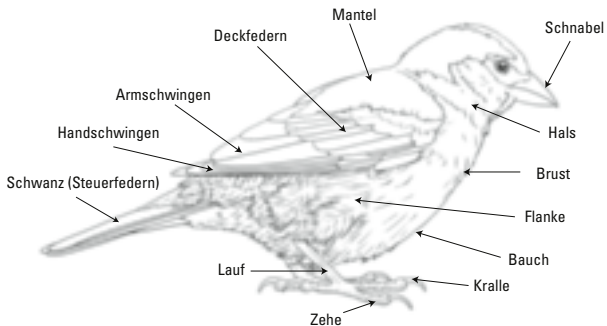 Mantel
Schnabel
Deckfedern
Armschwingen
Handschwingen
Hals
Schwanz (Steuerfedern)
Brust
Flanke
Bauch
Lauf
Kralle
Zehe